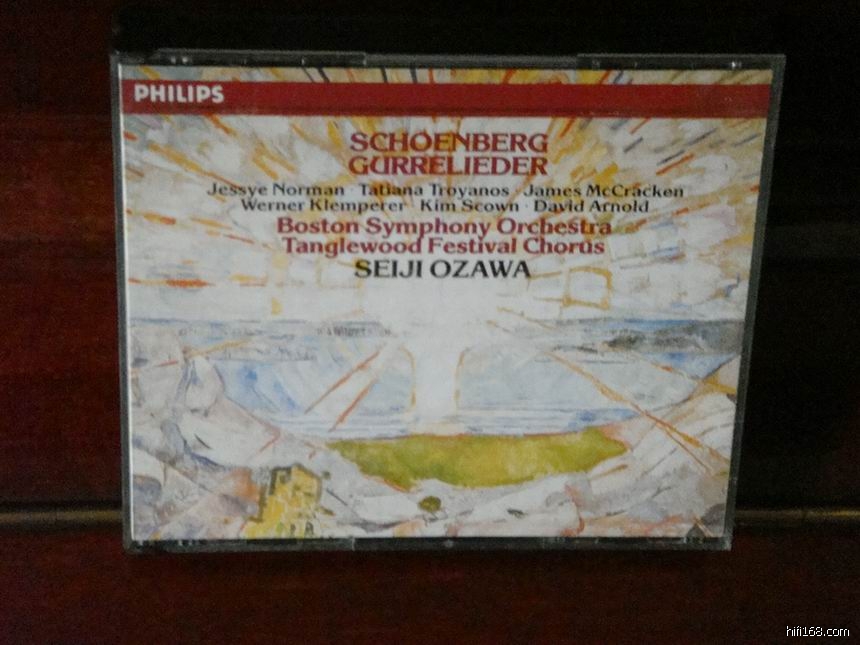 PHILIPS
SCHOENBERG
GURRELIEDER
Jessye Norman · Tatiana Troyanos · James McCracken
Werner Klemperer · Kim Scown · David Arnold
Boston Symphony Orchestra
Tanglewood Festival Chorus
SEIJI OZAWA
hifi168.com